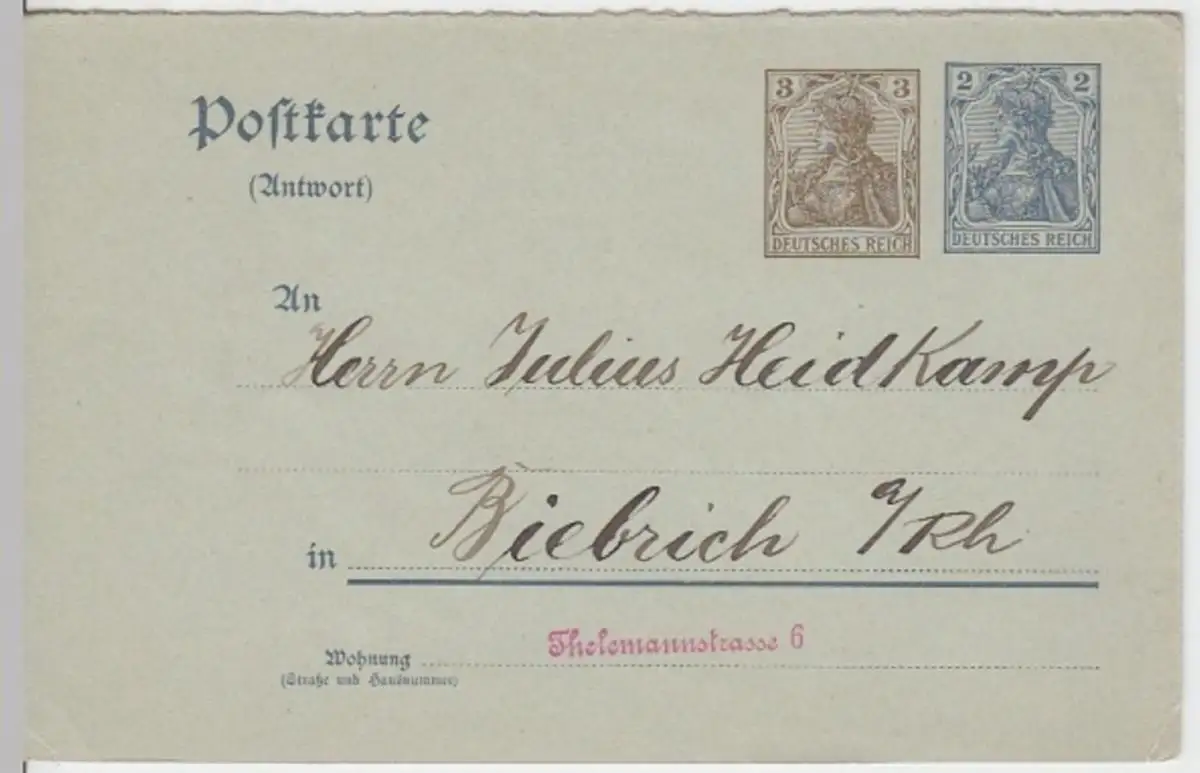 3 3 2 2
Postkarte
(Antwort)
DEUTSCHES REICH DEUTSCHES REICH
An
Herrn Julius HeidKamp
in Biebrich a/Rh
Thelemannstrasse 6
Wohnung
(Straße und Hausnummer)